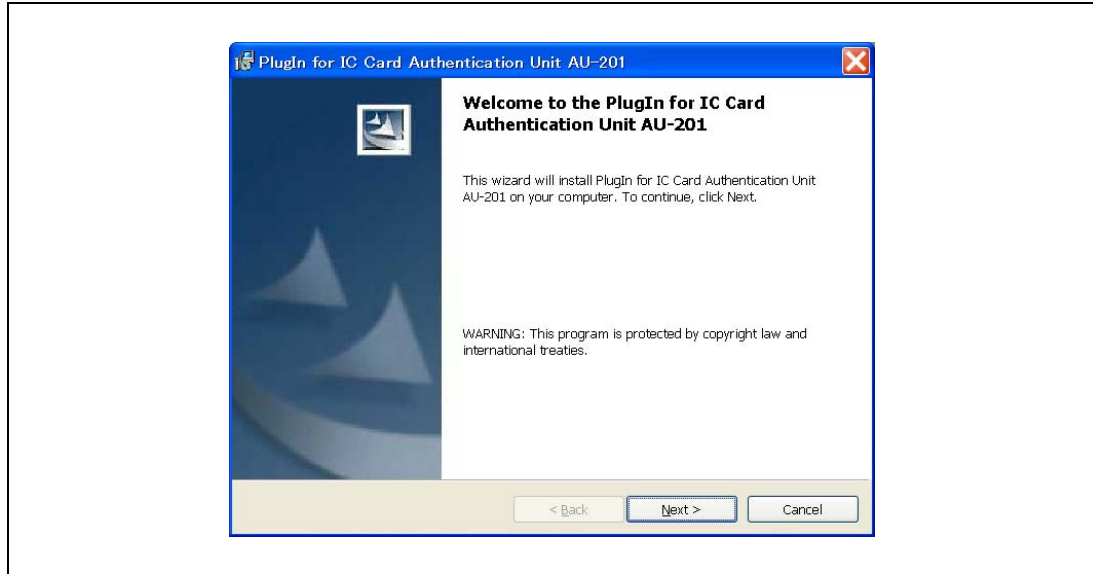 PlugIn for IC Card Authentication Unit AU-201
Welcome to the PlugIn for IC Card
Authentication Unit AU-201
This wizard will install PlugIn for IC Card Authentication Unit
AU-201 on your computer. To continue, click Next.
WARNING: This program is protected by copyright law and
international treaties.
< Back
Next >
Cancel